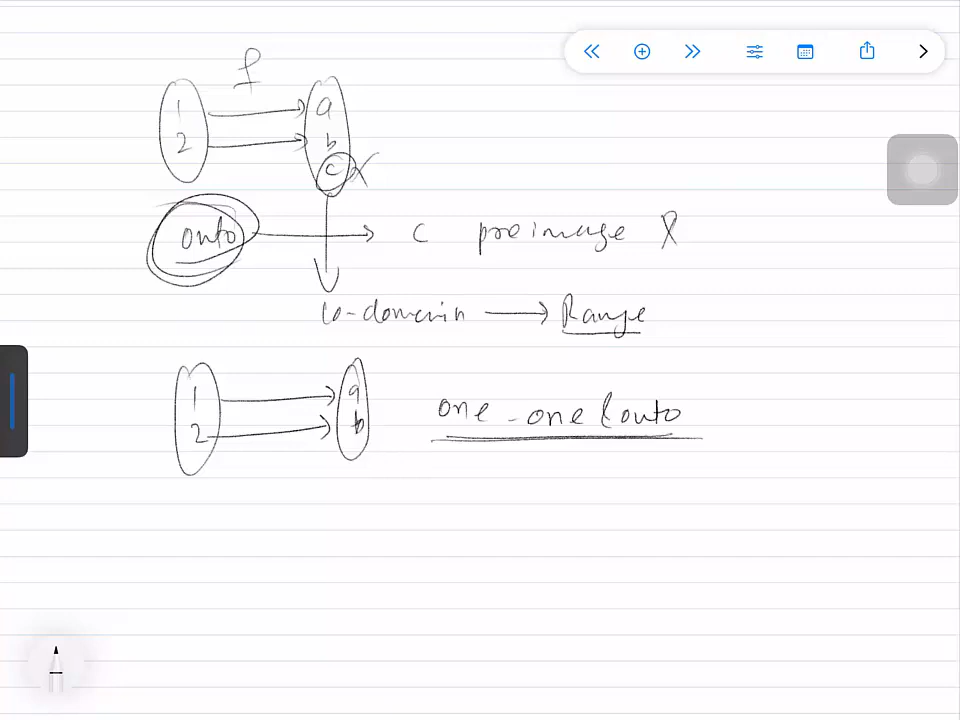 f
1 a
2 b
c
onto c preimage X
co-domain Range
1 a
2 b
one-one & onto